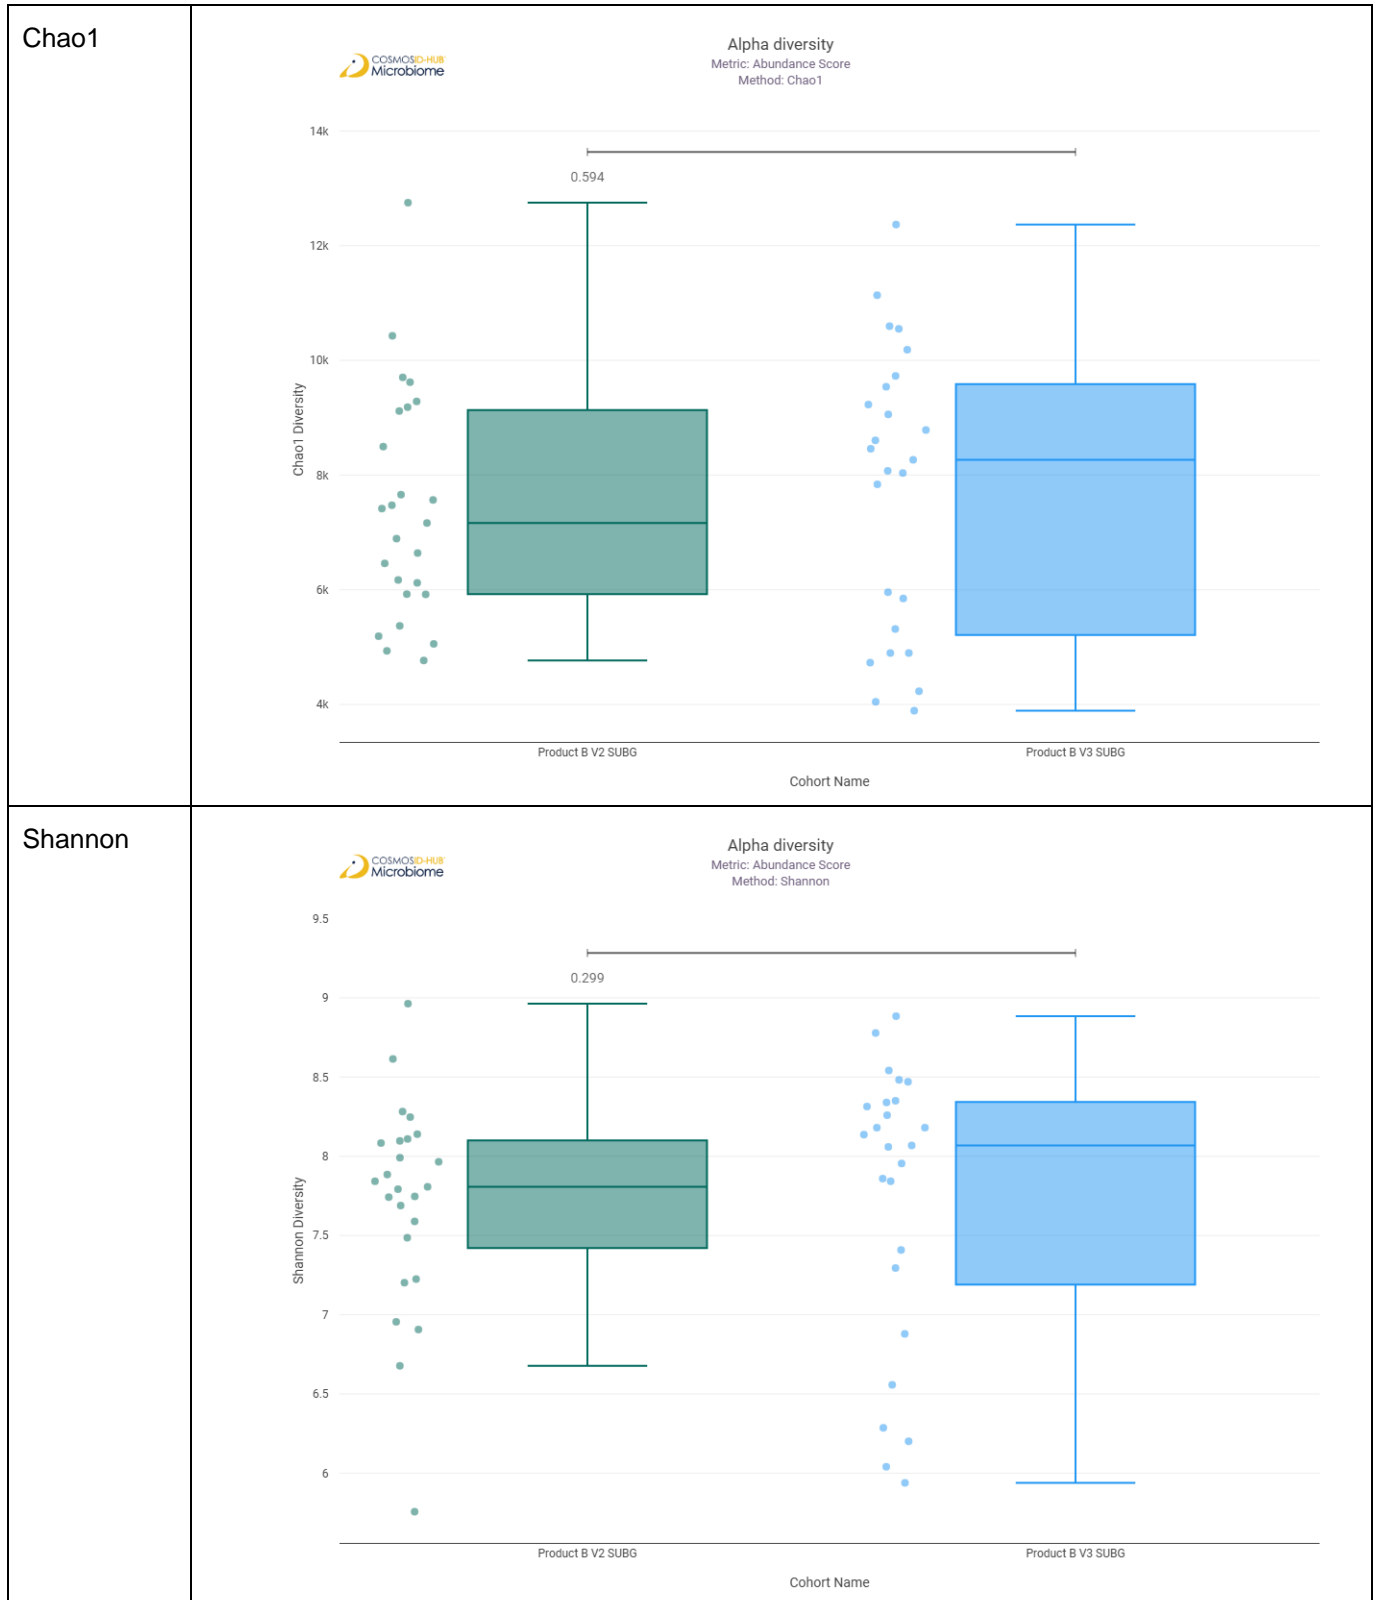 Chao1
COSMOSID-HUB
Microbiome
Alpha diversity
Metric: Abundance Score
Method: Chao1
14k
12k
10k
8k
6k
4k
Chao1 Diversity
0.594
Product B V2 SUBG
Product B V3 SUBG
Cohort Name
Shannon
COSMOSID-HUB
Microbiome
Alpha diversity
Metric: Abundance Score
Method: Shannon
9.5
9
8.5
8
7.5
7
6.5
6
Shannon Diversity
0.299
Product B V2 SUBG
Product B V3 SUBG
Cohort Name